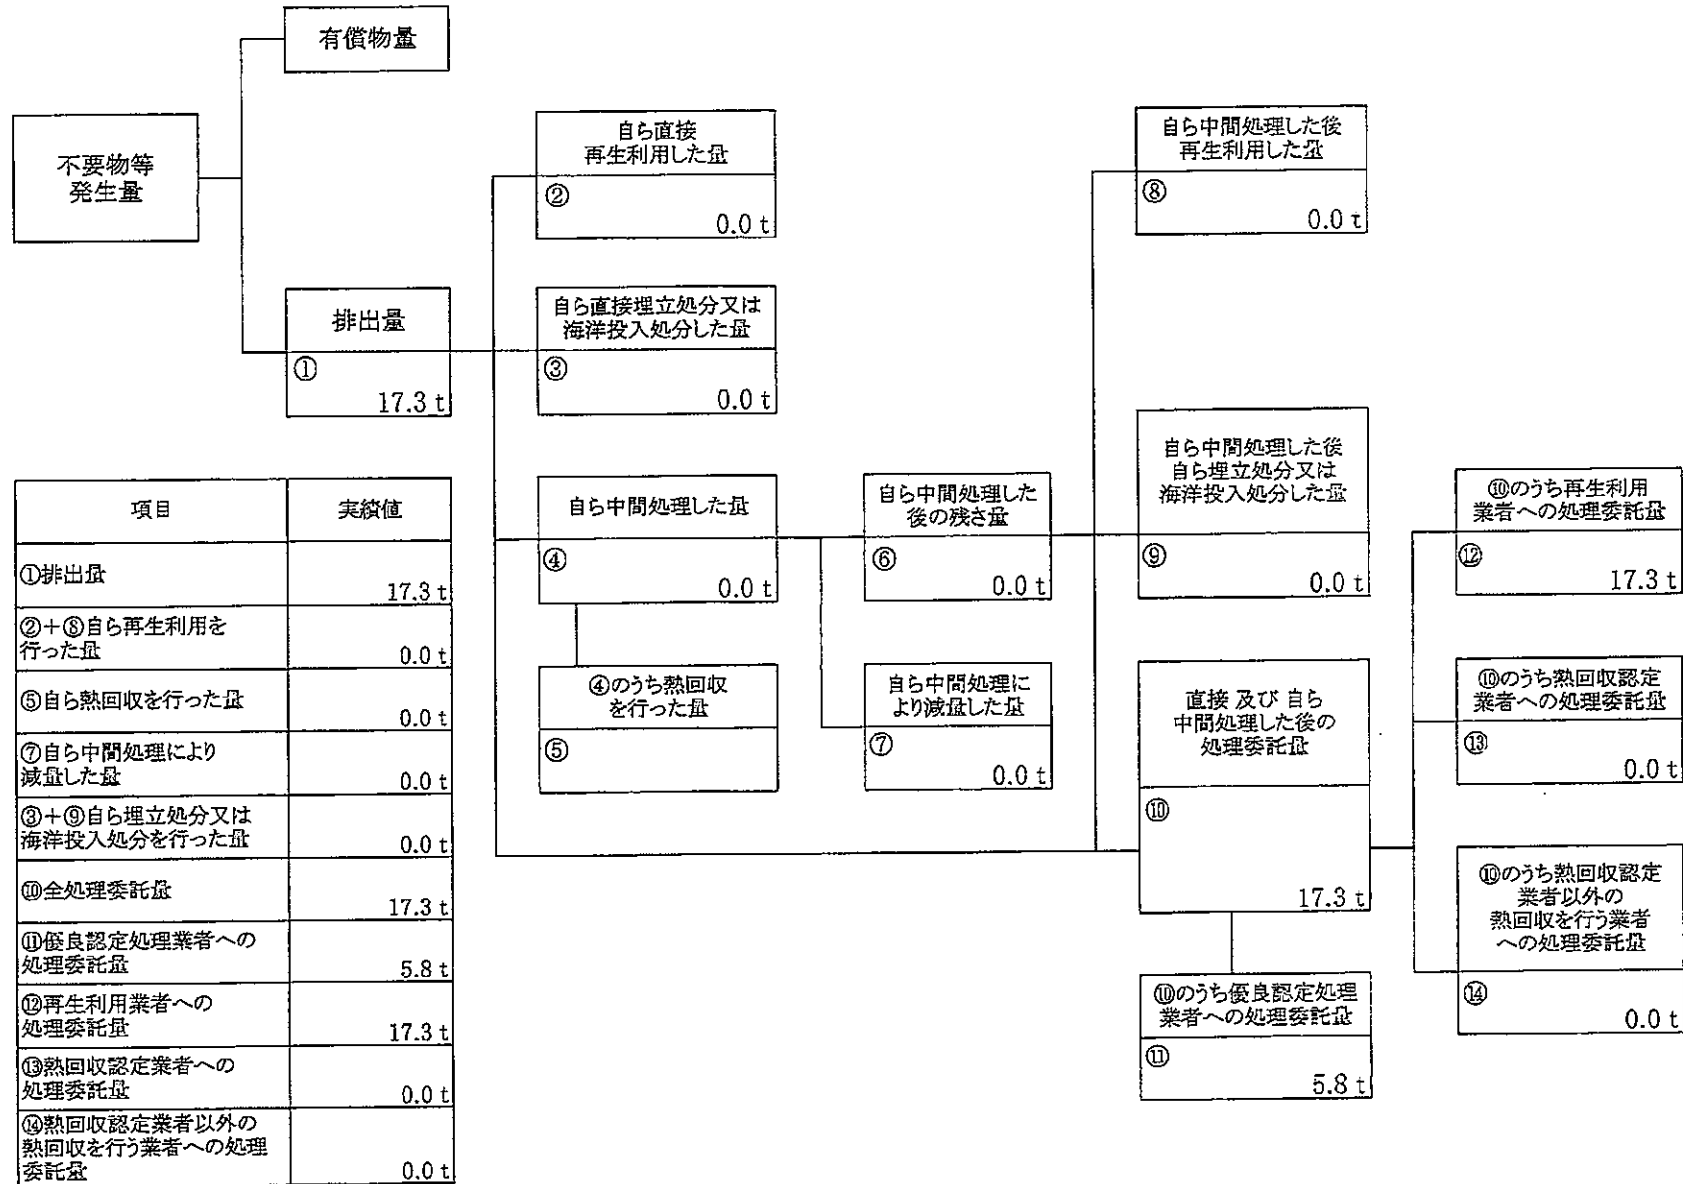 有償物量
不要物等
発生量
排出量
①
17.3 t
自ら直接
再生利用した量
②
0.0 t
自ら直接埋立処分又は
海洋投入処分した量
③
0.0 t
自ら中間処理した量
④
0.0 t
④のうち熱回収
を行った量
⑤
自ら中間処理した
後の残さ量
⑥
0.0 t
自ら中間処理に
より減量した量
⑦
0.0 t
自ら中間処理した後
再生利用した量
⑧
0.0 t
自ら中間処理した後
自ら埋立処分又は
海洋投入処分した量
⑨
0.0 t
直接 及び 自ら
中間処理した後の
処理委託量
⑩
17.3 t
⑩のうち優良認定処理
業者への処理委託量
⑪
5.8 t
⑩のうち再生利用
業者への処理委託量
⑫
17.3 t
⑩のうち熱回収認定
業者への処理委託量
⑬
0.0 t
⑩のうち熱回収認定
業者以外の
熱回収を行う業者
への処理委託量
⑭
0.0 t
項目 実績値
①排出量
17.3 t
②+⑧自ら再生利用を
行った量
0.0 t
⑤自ら熱回収を行った量
0.0 t
⑦自ら中間処理により
減量した量
0.0 t
③+⑨自ら埋立処分又は
海洋投入処分を行った量
0.0 t
⑩全処理委託量
17.3 t
⑪優良認定処理業者への
処理委託量
5.8 t
⑫再生利用業者への
処理委託量
17.3 t
⑬熱回収認定業者への
処理委託量
0.0 t
⑭熱回収認定業者以外の
熱回収を行う業者への処理
委託量
0.0 t